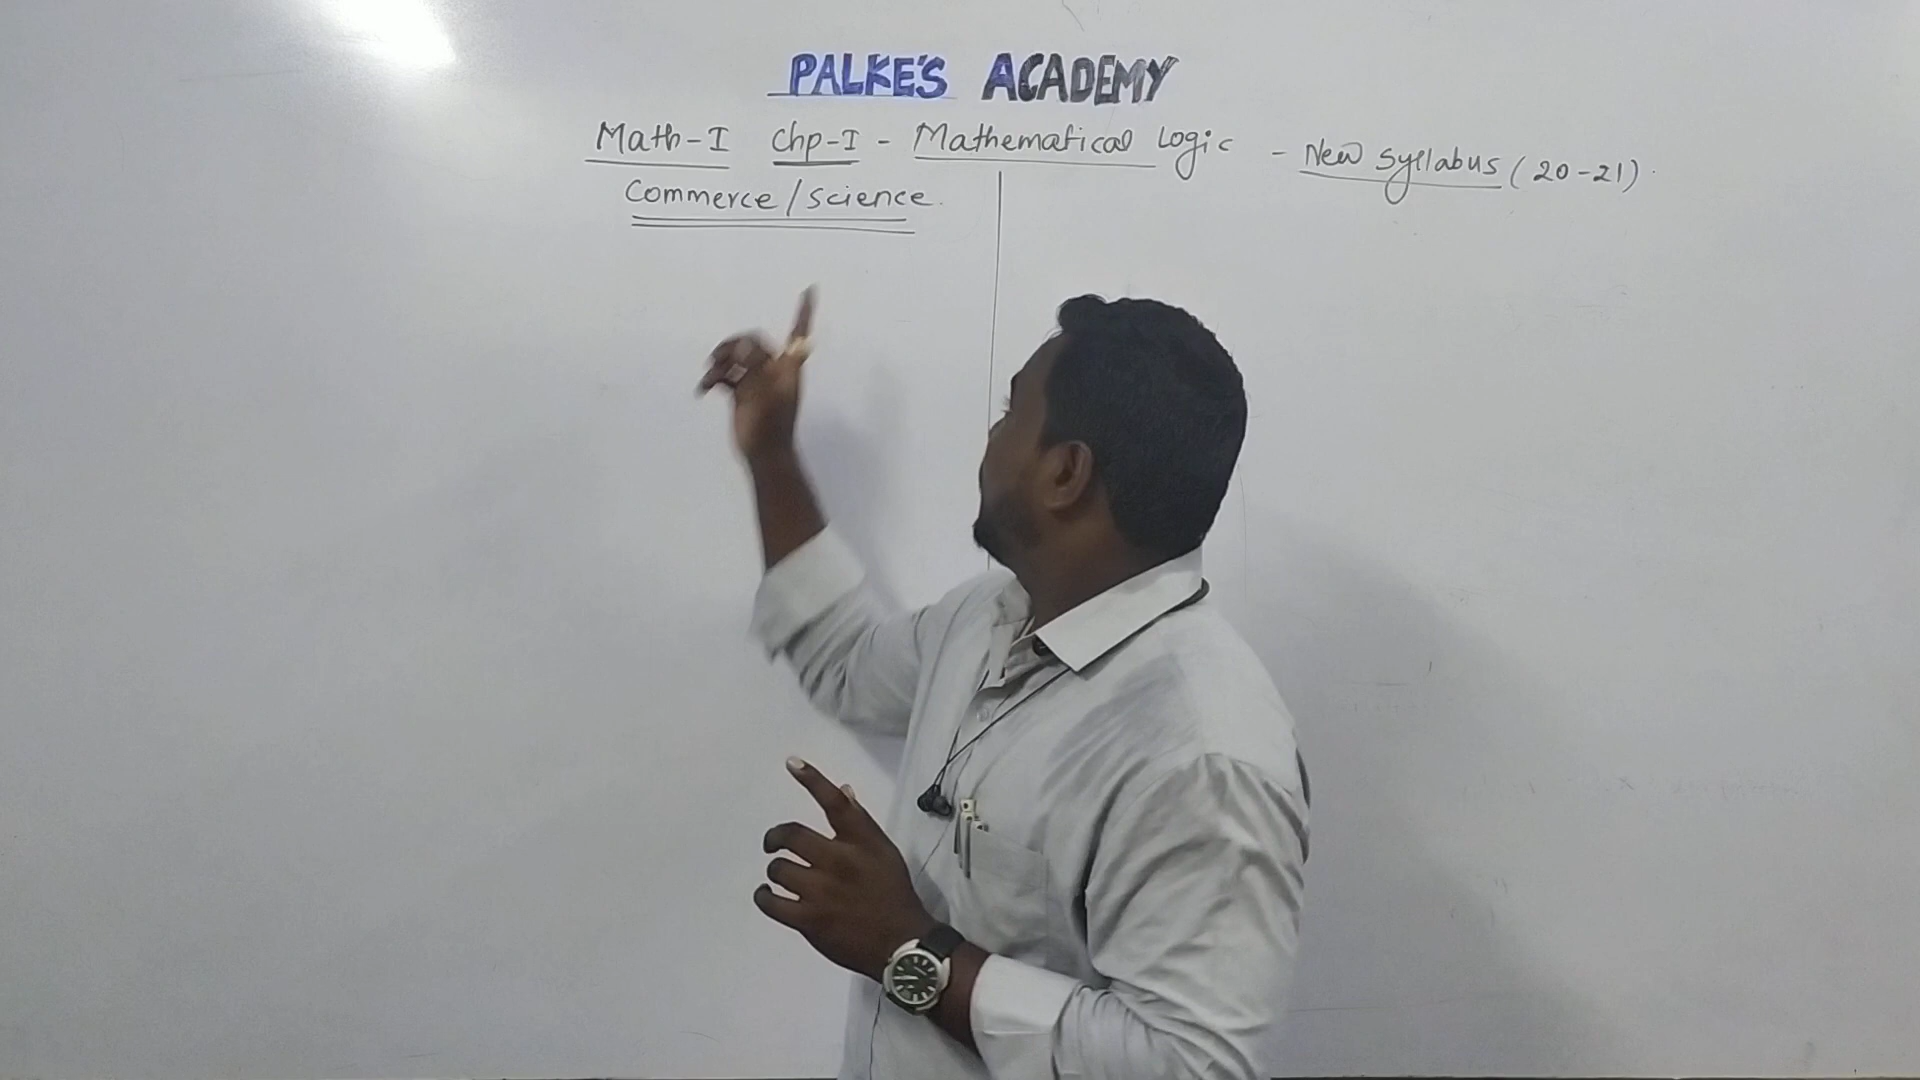 PALKE'S ACADEMY
Math-I Chp-I - Mathematical Logic - New Syllabus (20-21).
Commerce/science.